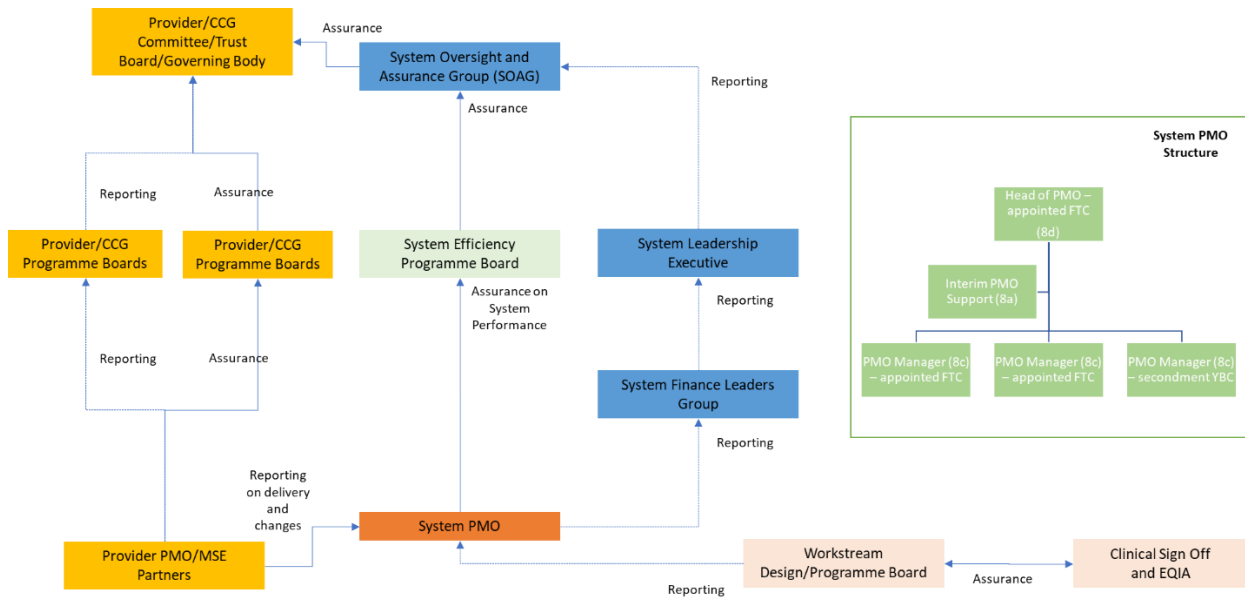 Provider/CCG
Committee/Trust
Board/Governing Body
Assurance
System Oversight and
Assurance Group (SOAG)
Reporting
Assurance
System PMO
Structure
Head of PMO –
appointed FTC
(8d)
Interim PMO
Support (8a)
PMO Manager (8c)
– appointed FTC
PMO Manager (8c)
– appointed FTC
PMO Manager (8c)
– secondment YBC
Reporting
Assurance
Provider/CCG
Programme Boards
Provider/CCG
Programme Boards
System Efficiency
Programme Board
System Leadership
Executive
Assurance on
System
Performance
Reporting
Reporting
Assurance
System Finance Leaders
Group
Reporting
Reporting
on delivery
and
changes
System PMO
Provider PMO/MSE
Partners
Workstream
Design/Programme Board
Clinical Sign Off
and EQIA
Reporting
Assurance